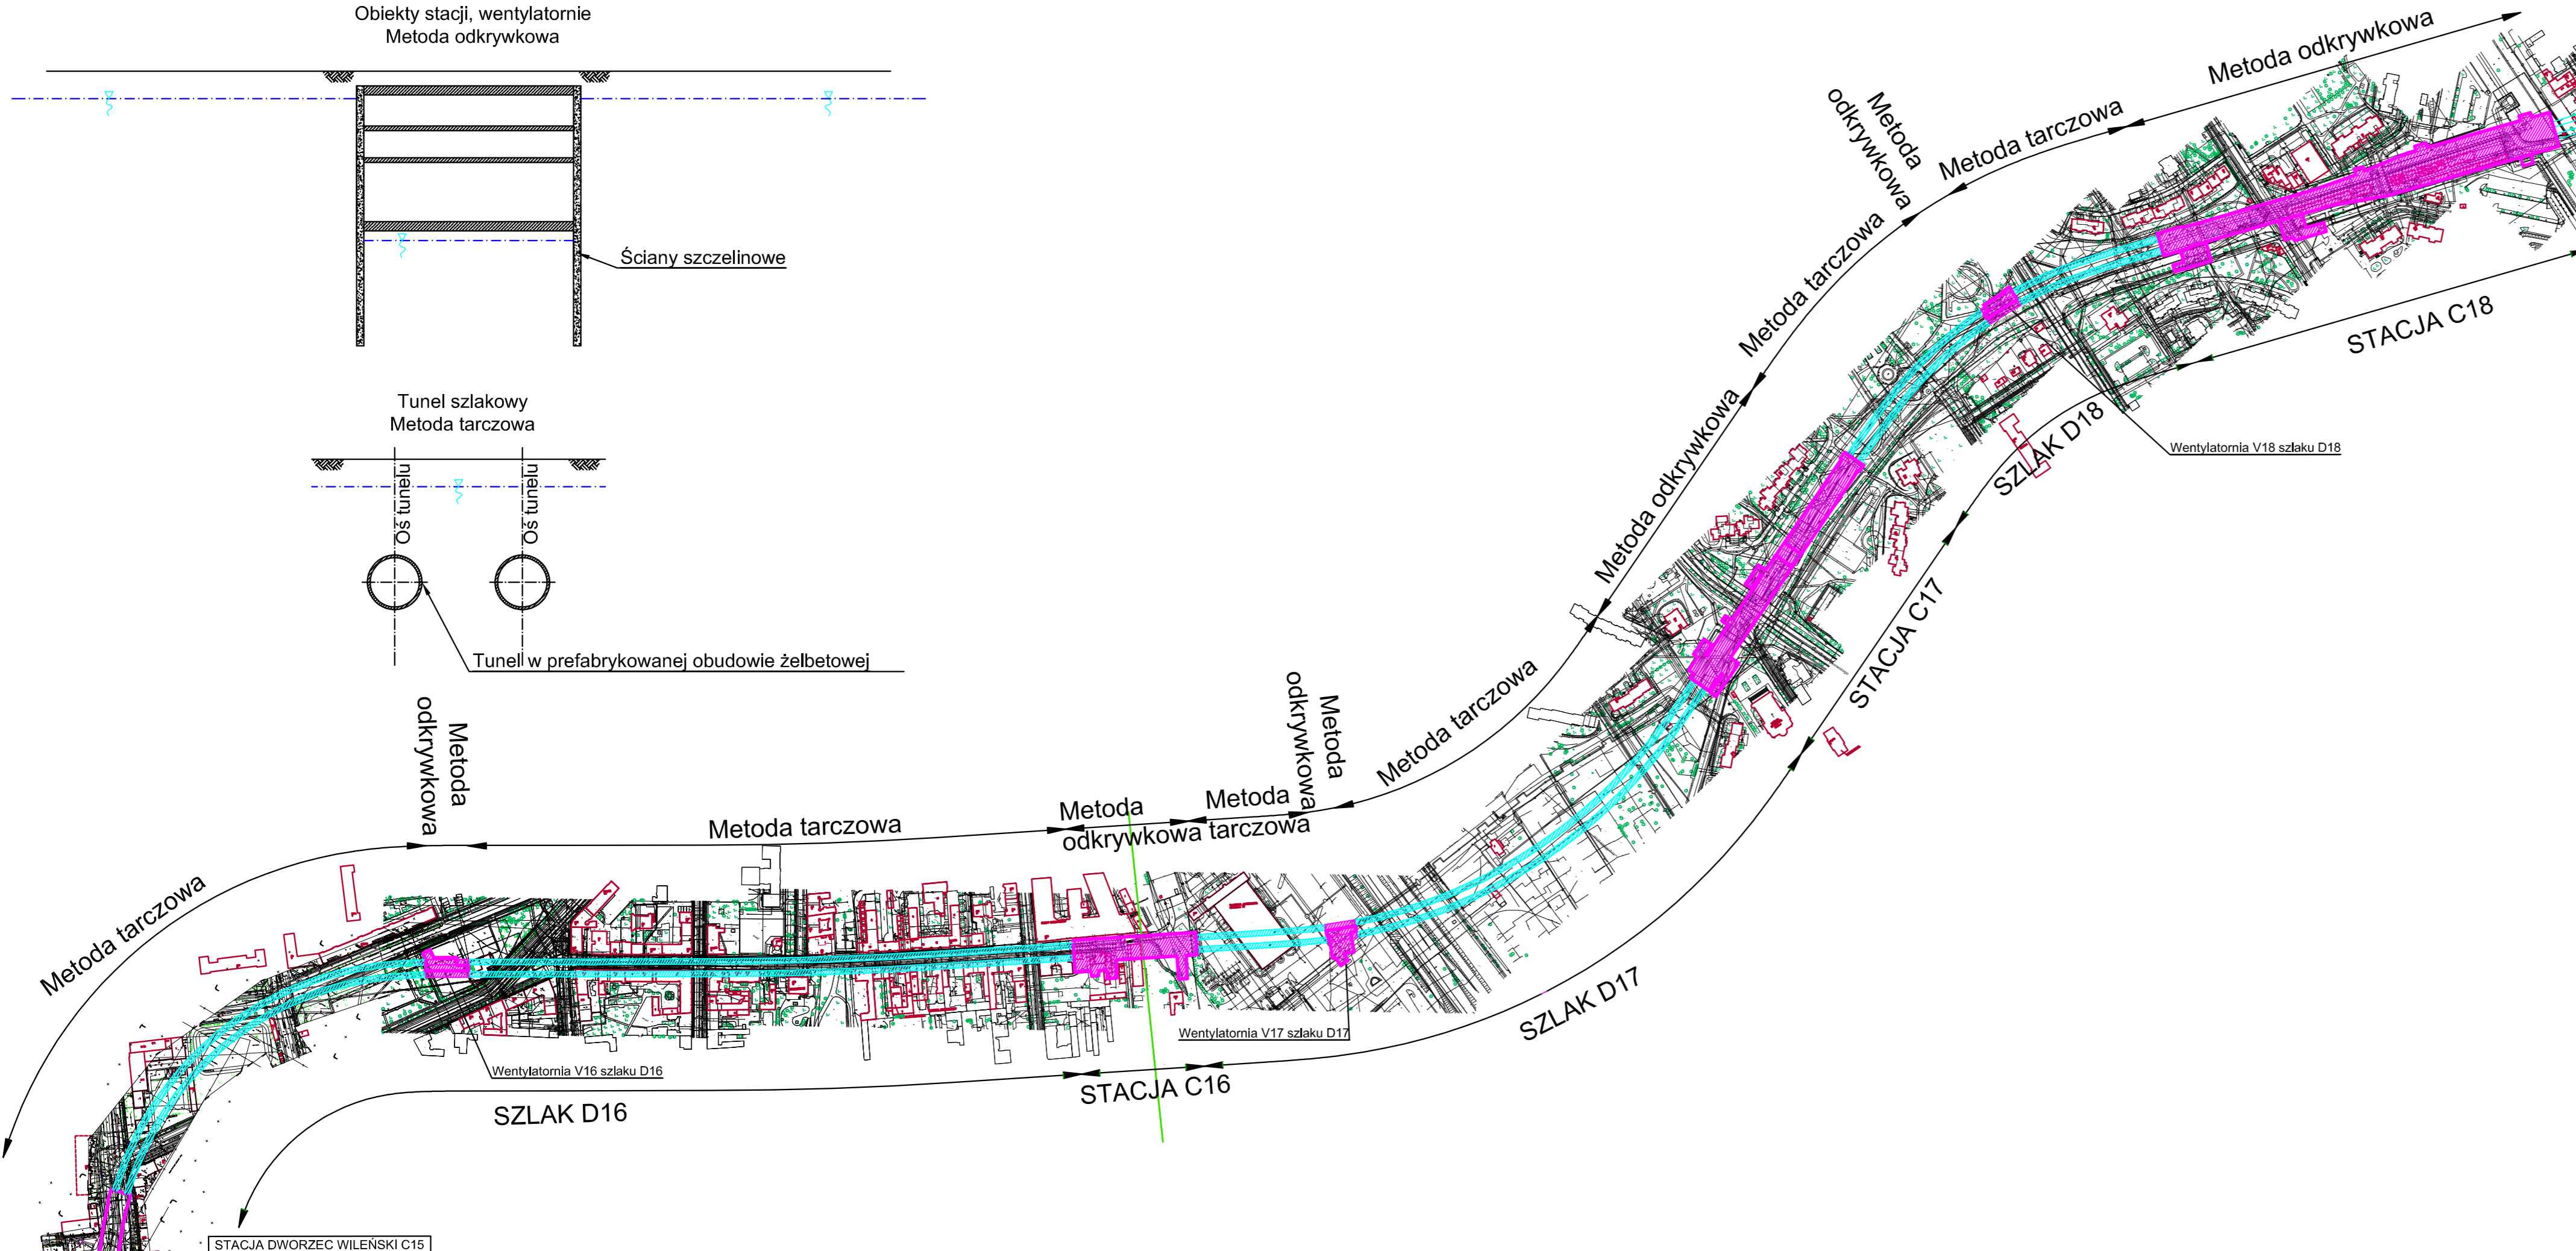 Obiekty stacji, wentylatornie
Metoda odkrywkowa
Ściany szczelinowe
Tunel szlakowy
Metoda tarczowa
Oś tunelu
Oś tunelu
Tunel w prefabrykowanej obudowie żelbetowej
Metoda tarczowa
Metoda
odkrywkowa
Metoda tarczowa
Metoda
odkrywkowa
Metoda
tarczowa
Metoda
odkrywkowa
Metoda tarczowa
Metoda odkrywkowa
Metoda tarczowa
Metoda
odkrywkowa
Metoda tarczowa
Metoda odkrywkowa
STACJA C18
Wentylatornia V18 szlaku D18
SZLAK D18
STACJA C17
SZLAK D17
Wentylatornia V17 szlaku D17
STACJA C16
Wentylatornia V16 szlaku D16
SZLAK D16
STACJA DWORZEC WILEŃSKI C15